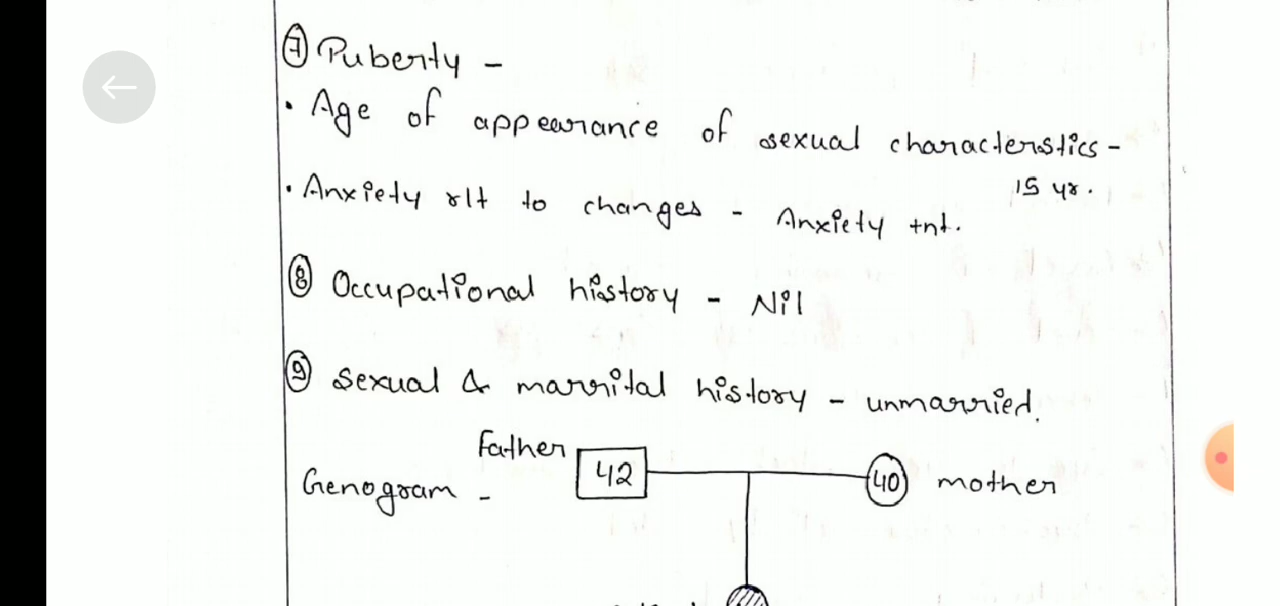 ⑦ Puberty -
• Age of appearance of sexual characterstics -
15 yr.
• Anxiety rlt to changes - Anxiety tnt.
⑧ Occupational history - Nil
⑨ Sexual & marrital history - unmarried.
Father 42 40 mother
Genogram -